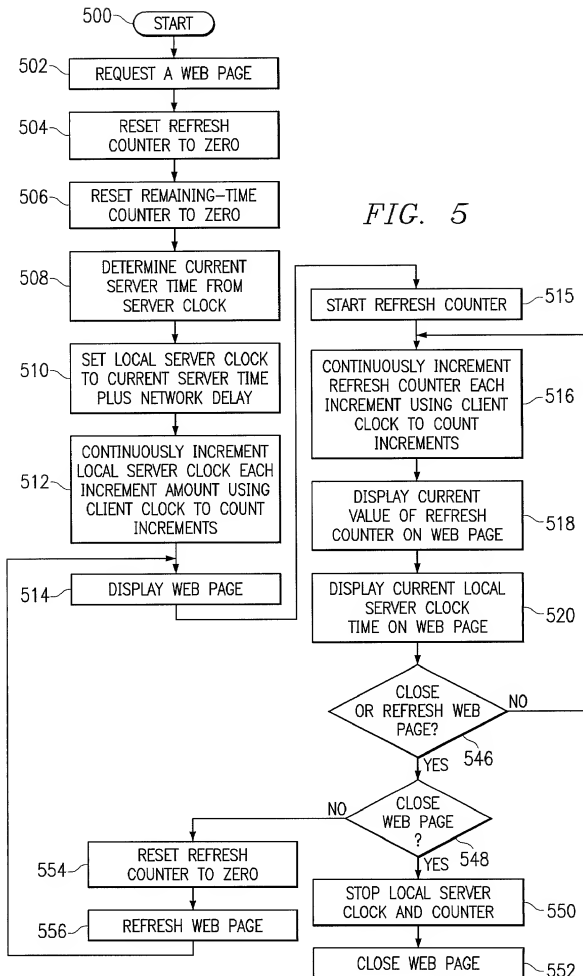 500
START
502
REQUEST A WEB PAGE
504
RESET REFRESH
COUNTER TO ZERO
506
RESET REMAINING-TIME
COUNTER TO ZERO
FIG. 5
508
DETERMINE CURRENT
SERVER TIME FROM
SERVER CLOCK
510
SET LOCAL SERVER CLOCK
TO CURRENT SERVER TIME
PLUS NETWORK DELAY
512
CONTINUOUSLY INCREMENT
LOCAL SERVER CLOCK EACH
INCREMENT AMOUNT USING
CLIENT CLOCK TO COUNT
INCREMENTS
514
DISPLAY WEB PAGE
START REFRESH COUNTER
515
CONTINUOUSLY INCREMENT
REFRESH COUNTER EACH
INCREMENT USING CLIENT
CLOCK TO COUNT
INCREMENTS
516
DISPLAY CURRENT
VALUE OF REFRESH
COUNTER ON WEB PAGE
518
DISPLAY CURRENT LOCAL
SERVER CLOCK
TIME ON WEB PAGE
520
CLOSE
OR REFRESH WEB
PAGE?
NO
546
YES
CLOSE
WEB PAGE
?
NO
548
YES
554
RESET REFRESH
COUNTER TO ZERO
556
REFRESH WEB PAGE
STOP LOCAL SERVER
CLOCK AND COUNTER
550
CLOSE WEB PAGE
552